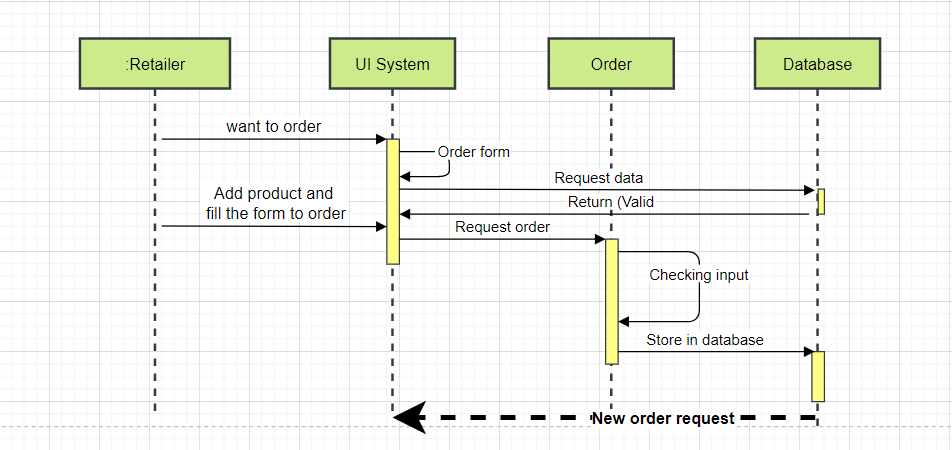 :Retailer
UI System
Order
Database
want to order
Order form
Request data
Add product and
fill the form to order
Return (Valid
Request order
Checking input
Store in database
New order request